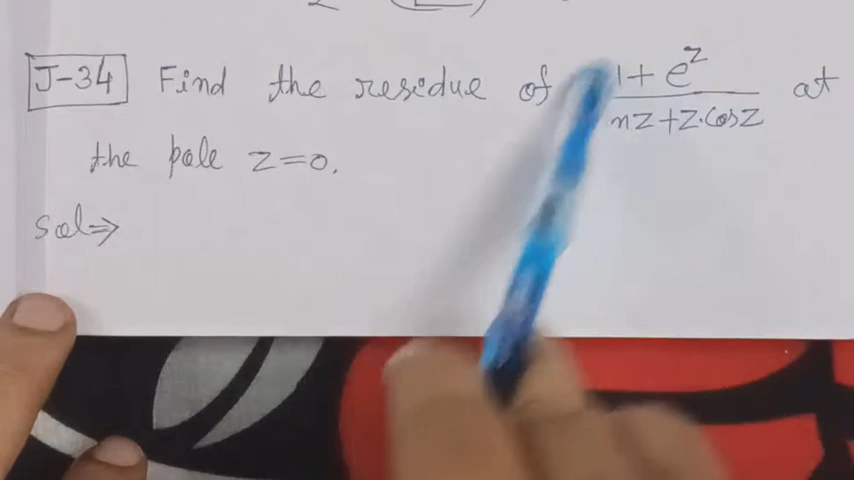 J-34 Find the residue of 1+e^z / nz+z.cosz at
the pole z=0.
Sol⇒